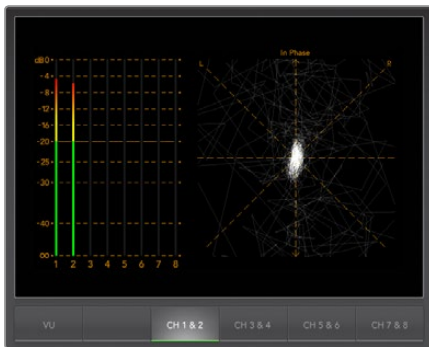 In Phase
dB 0
L
R
-4
-8
-12
-16
-20
-25
-30
-40
∞
1 2 3 4 5 6 7 8
VU
CH 1 & 2
CH 3 & 4
CH 5 & 6
CH 7 & 8